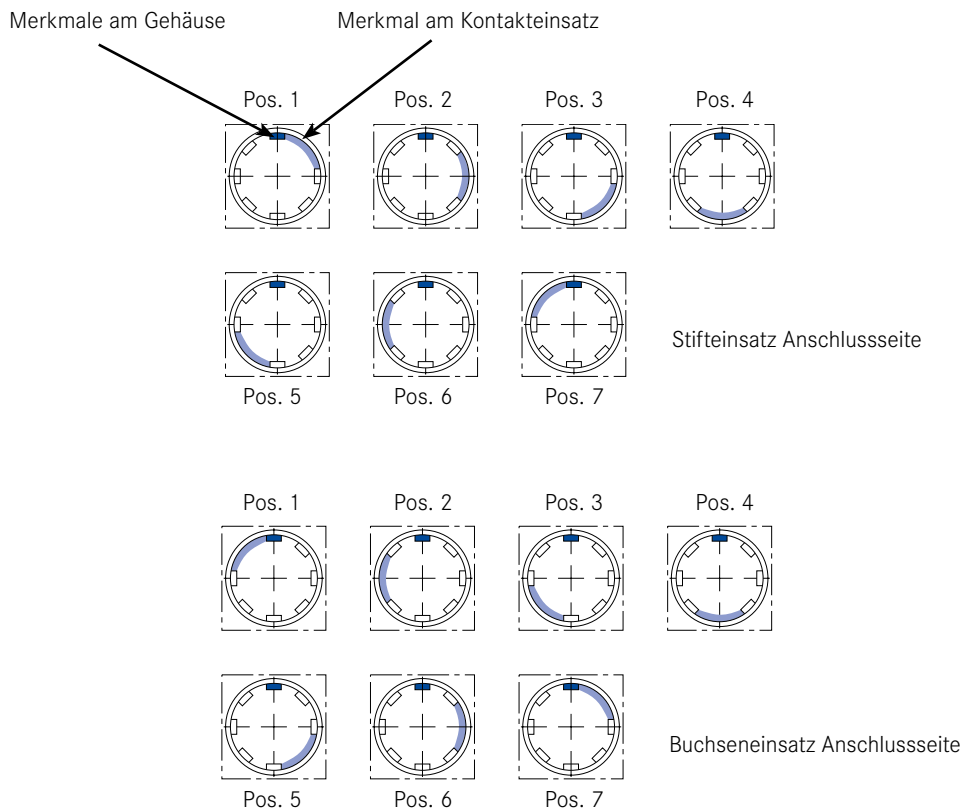 Merkmale am Gehäuse Merkmal am Kontakteinsatz
Pos. 1 Pos. 2 Pos. 3 Pos. 4
Stifteinsatz Anschlussseite
Pos. 5 Pos. 6 Pos. 7
Pos. 1 Pos. 2 Pos. 3 Pos. 4
Buchseneinsatz Anschlussseite
Pos. 5 Pos. 6 Pos. 7